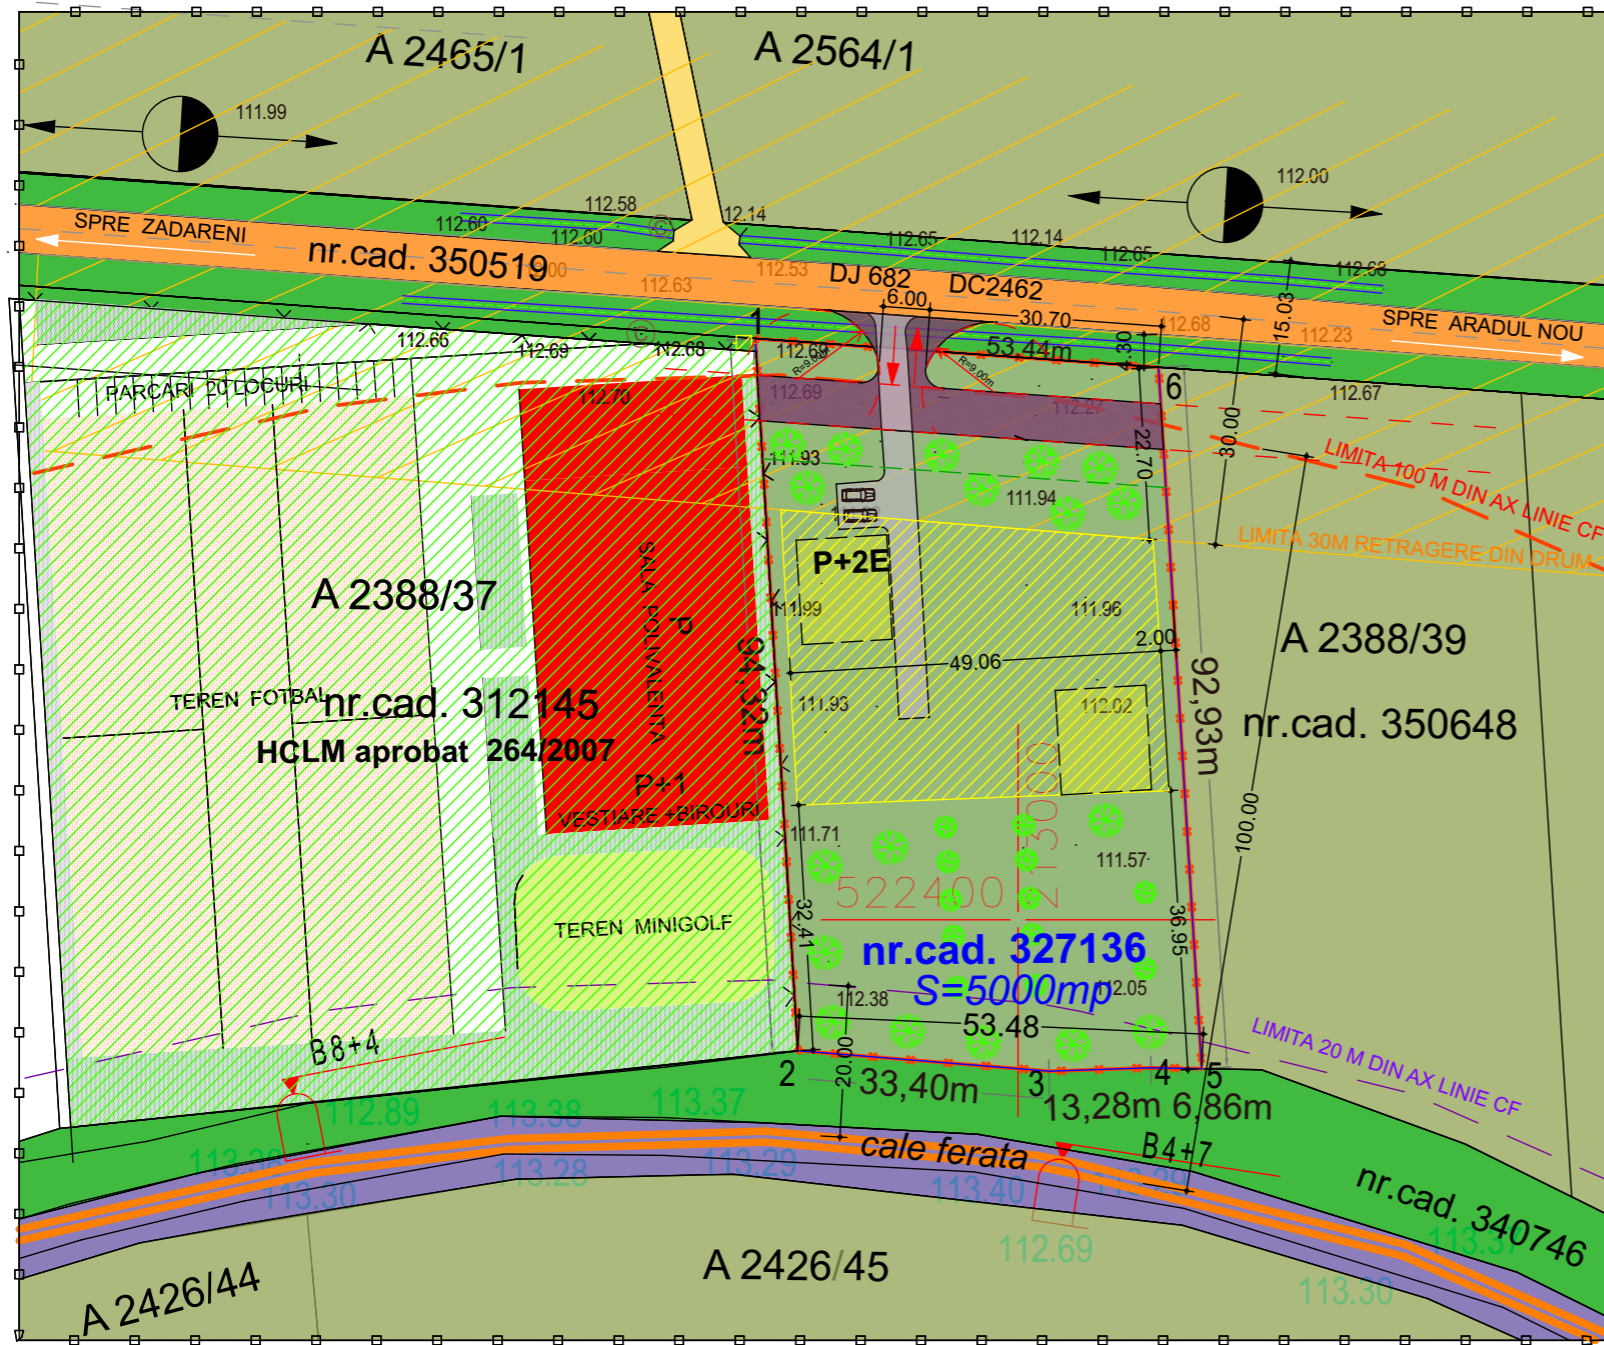 A 2465/1
A 2564/1
111.99
112.00
112.58
112.60
112.60
12.14
112.65
112.14
112.65
112.68
SPRE ZADARENI
nr.cad. 350519
112.63
112.53
DJ 682
DC2462
6.00
30.70
112.68
112.23
15.03
SPRE ARADUL NOU
1
53.44m
4.30
112.66
112.69
112.68
112.69
R=9.00m
R=9.00m
6
112.67
PARCARI 20 LOCURI
112.70
112.69
112.27
30.00
22.70
LIMITA 100 M DIN AX LINIE CF
111.93
111.94
LIMITA 30M RETRAGERE DIN DRUM
P+2E
A 2388/37
SALA POLIVALENTA
P
111.99
111.96
2.00
A 2388/39
49.06
94,32m
92,93m
TEREN FOTBAL
nr.cad. 312145
111.93
112.02
nr.cad. 350648
HCLM aprobat 264/2007
P+1
VESTIARE +BIROURI
213000
100.00
111.71
111.57
522400
32.41
36.95
TEREN MINIGOLF
nr.cad. 327136
S=5000mp
112.38
112.05
53.48
LIMITA 20 M DIN AX LINIE CF
B8+4
2
20.00
33,40m
3
4
5
13,28m
6,86m
112.89
113.38
113.37
cale ferata
B4+7
113.30
113.28
113.29
113.40
nr.cad. 340746
112.69
113.30
A 2426/44
A 2426/45